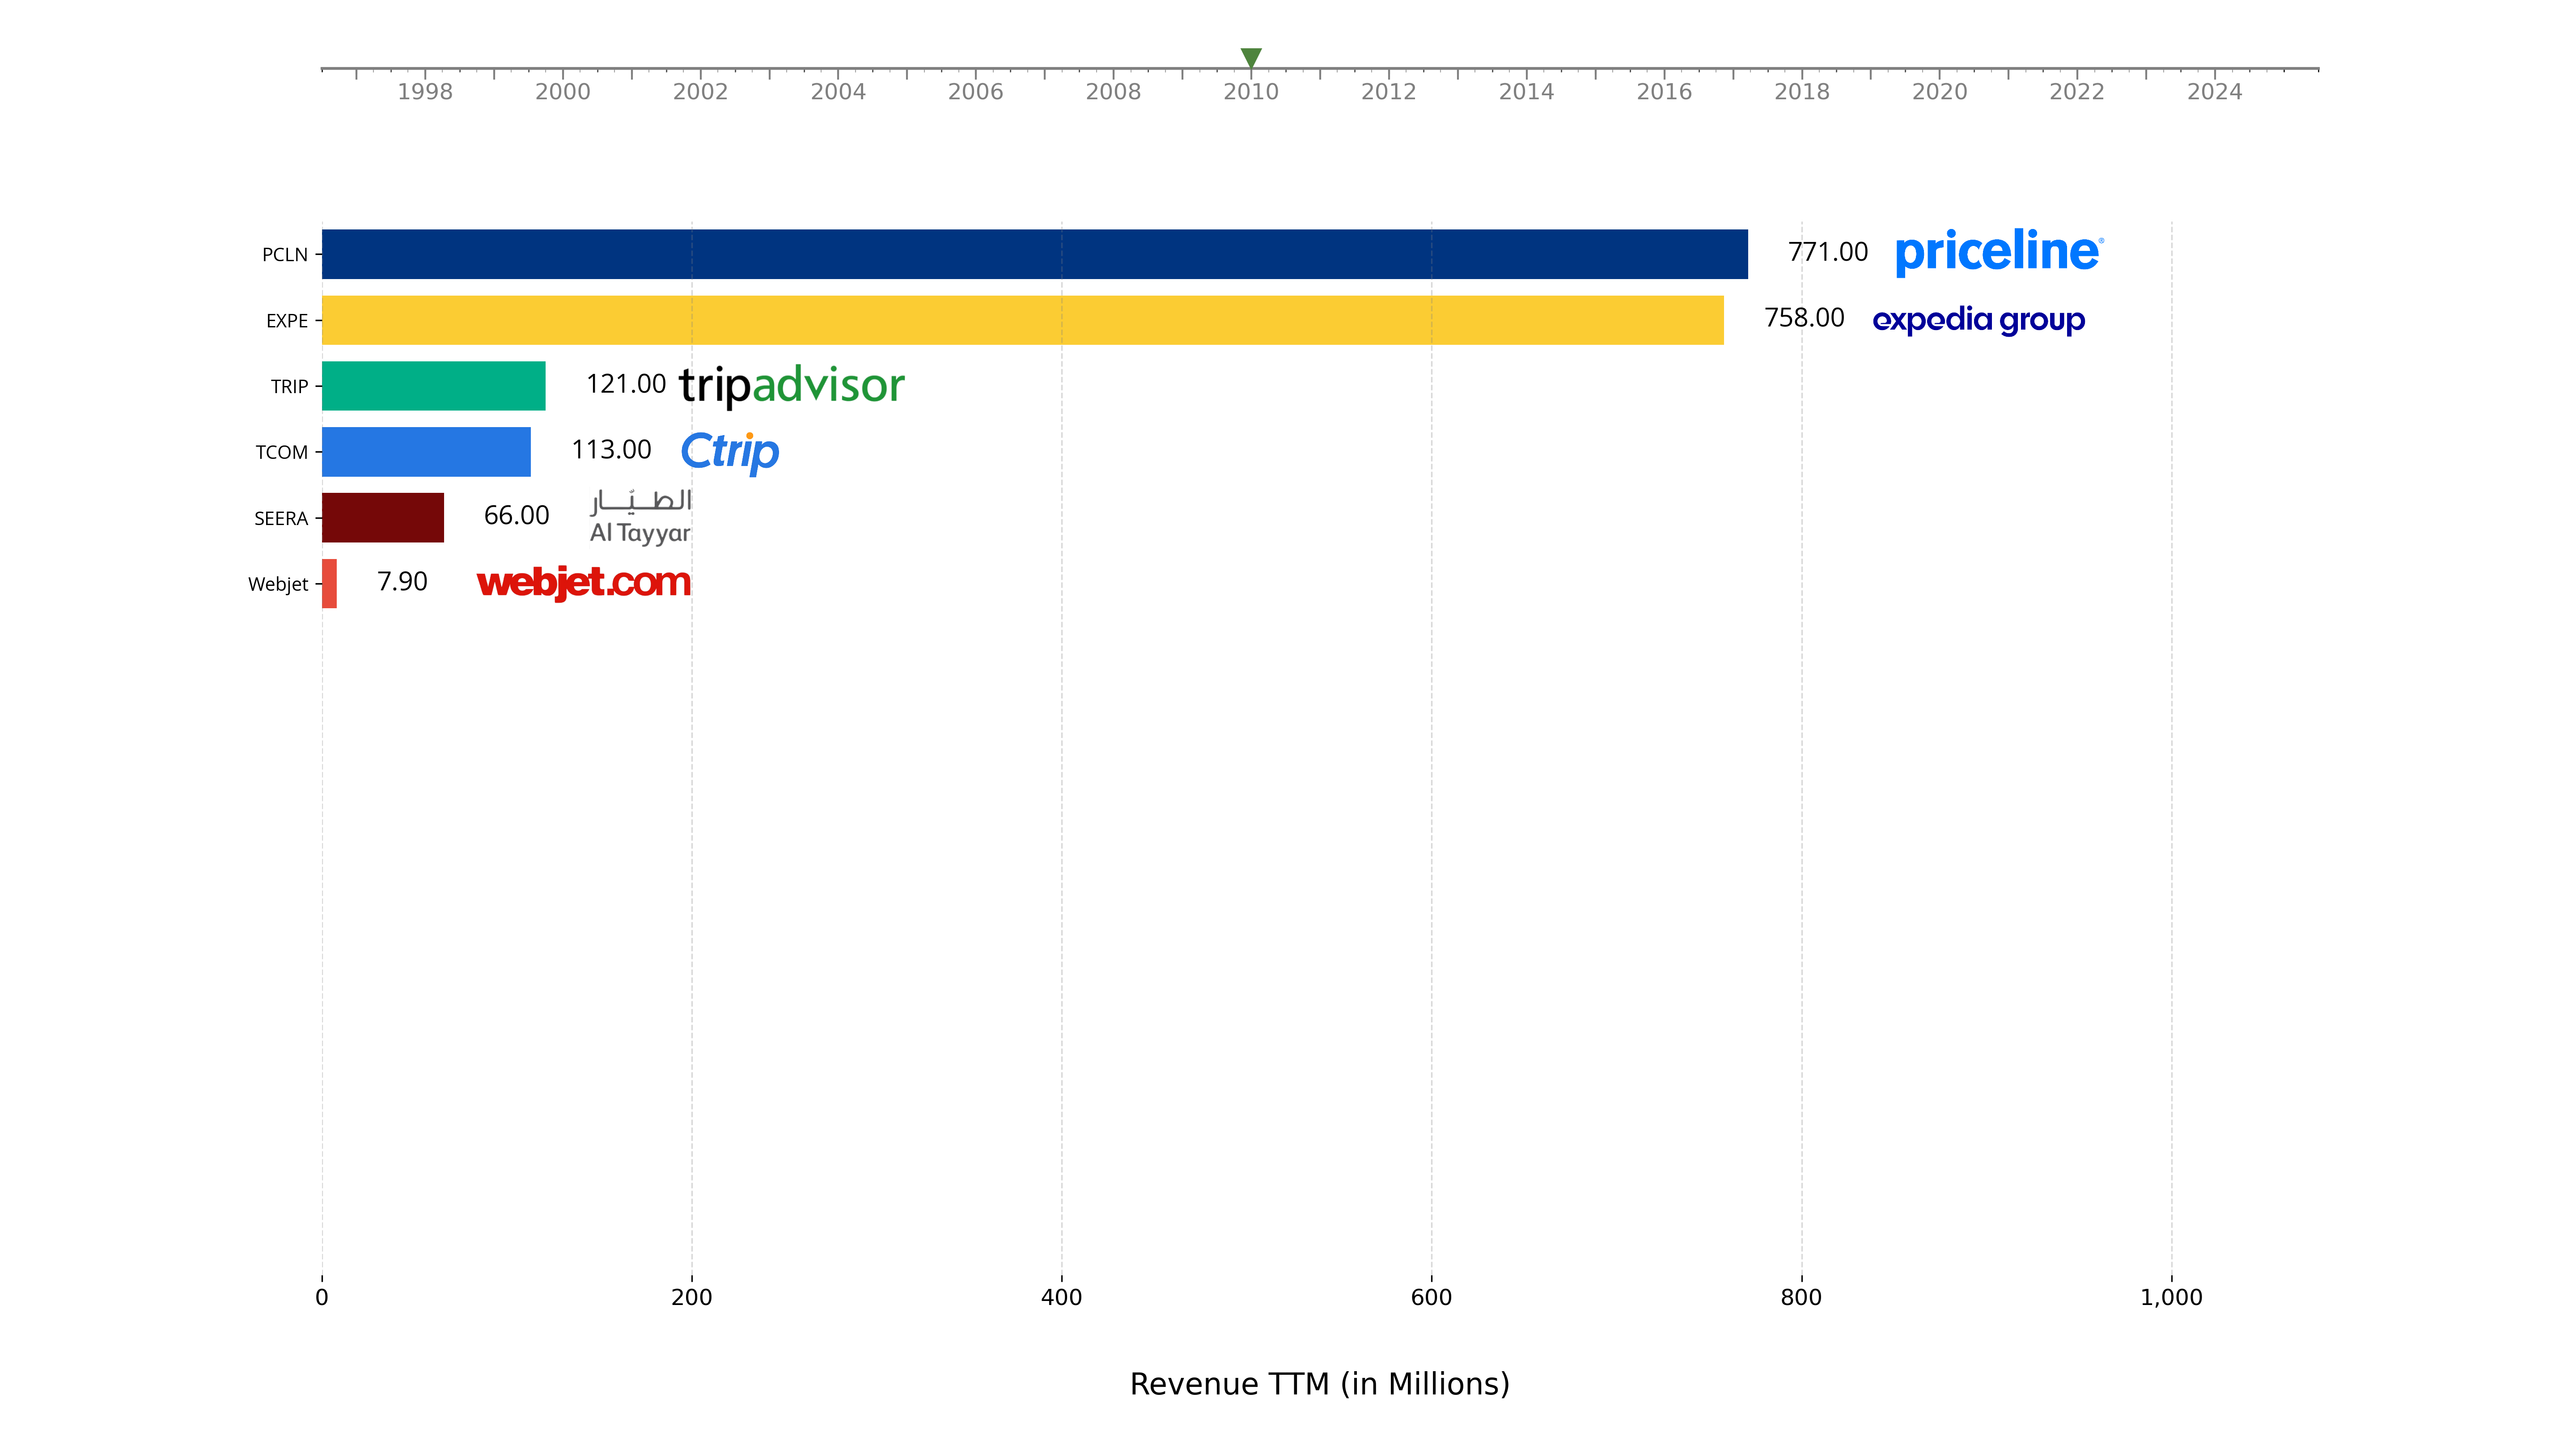 1998 2000 2002 2004 2006 2008 2010 2012 2014 2016 2018 2020 2022 2024
PCLN 771.00 priceline®
EXPE 758.00 expedia group
TRIP 121.00 tripadvisor
TCOM 113.00 Ctrip
SEERA 66.00 الطيّار
Al Tayyar
Webjet 7.90 webjet.com
0 200 400 600 800 1,000
Revenue TTM (in Millions)